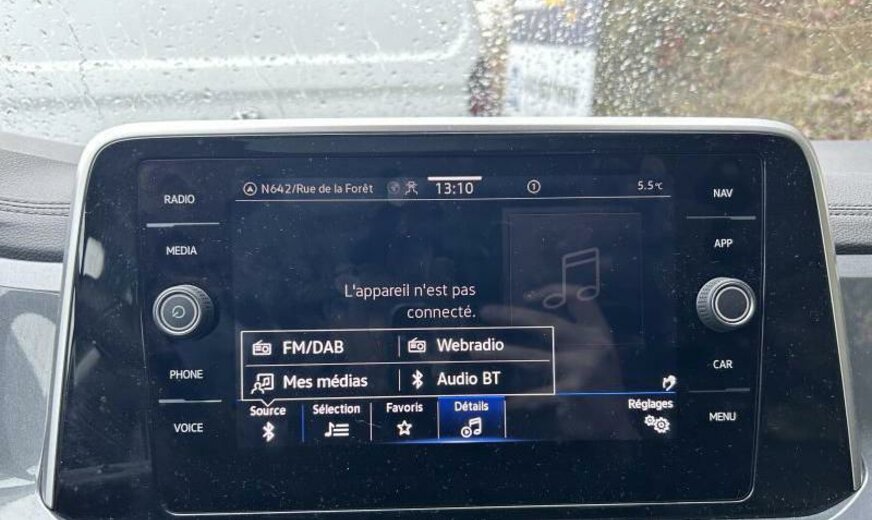 N642/Rue de la Forêt 13:10 1 5.5°C
RADIO
NAV
MEDIA
APP
L'appareil n'est pas
connecté.
FM/DAB Webradio
Mes médias Audio BT
PHONE
CAR
VOICE
MENU
Source Sélection Favoris Détails Réglages